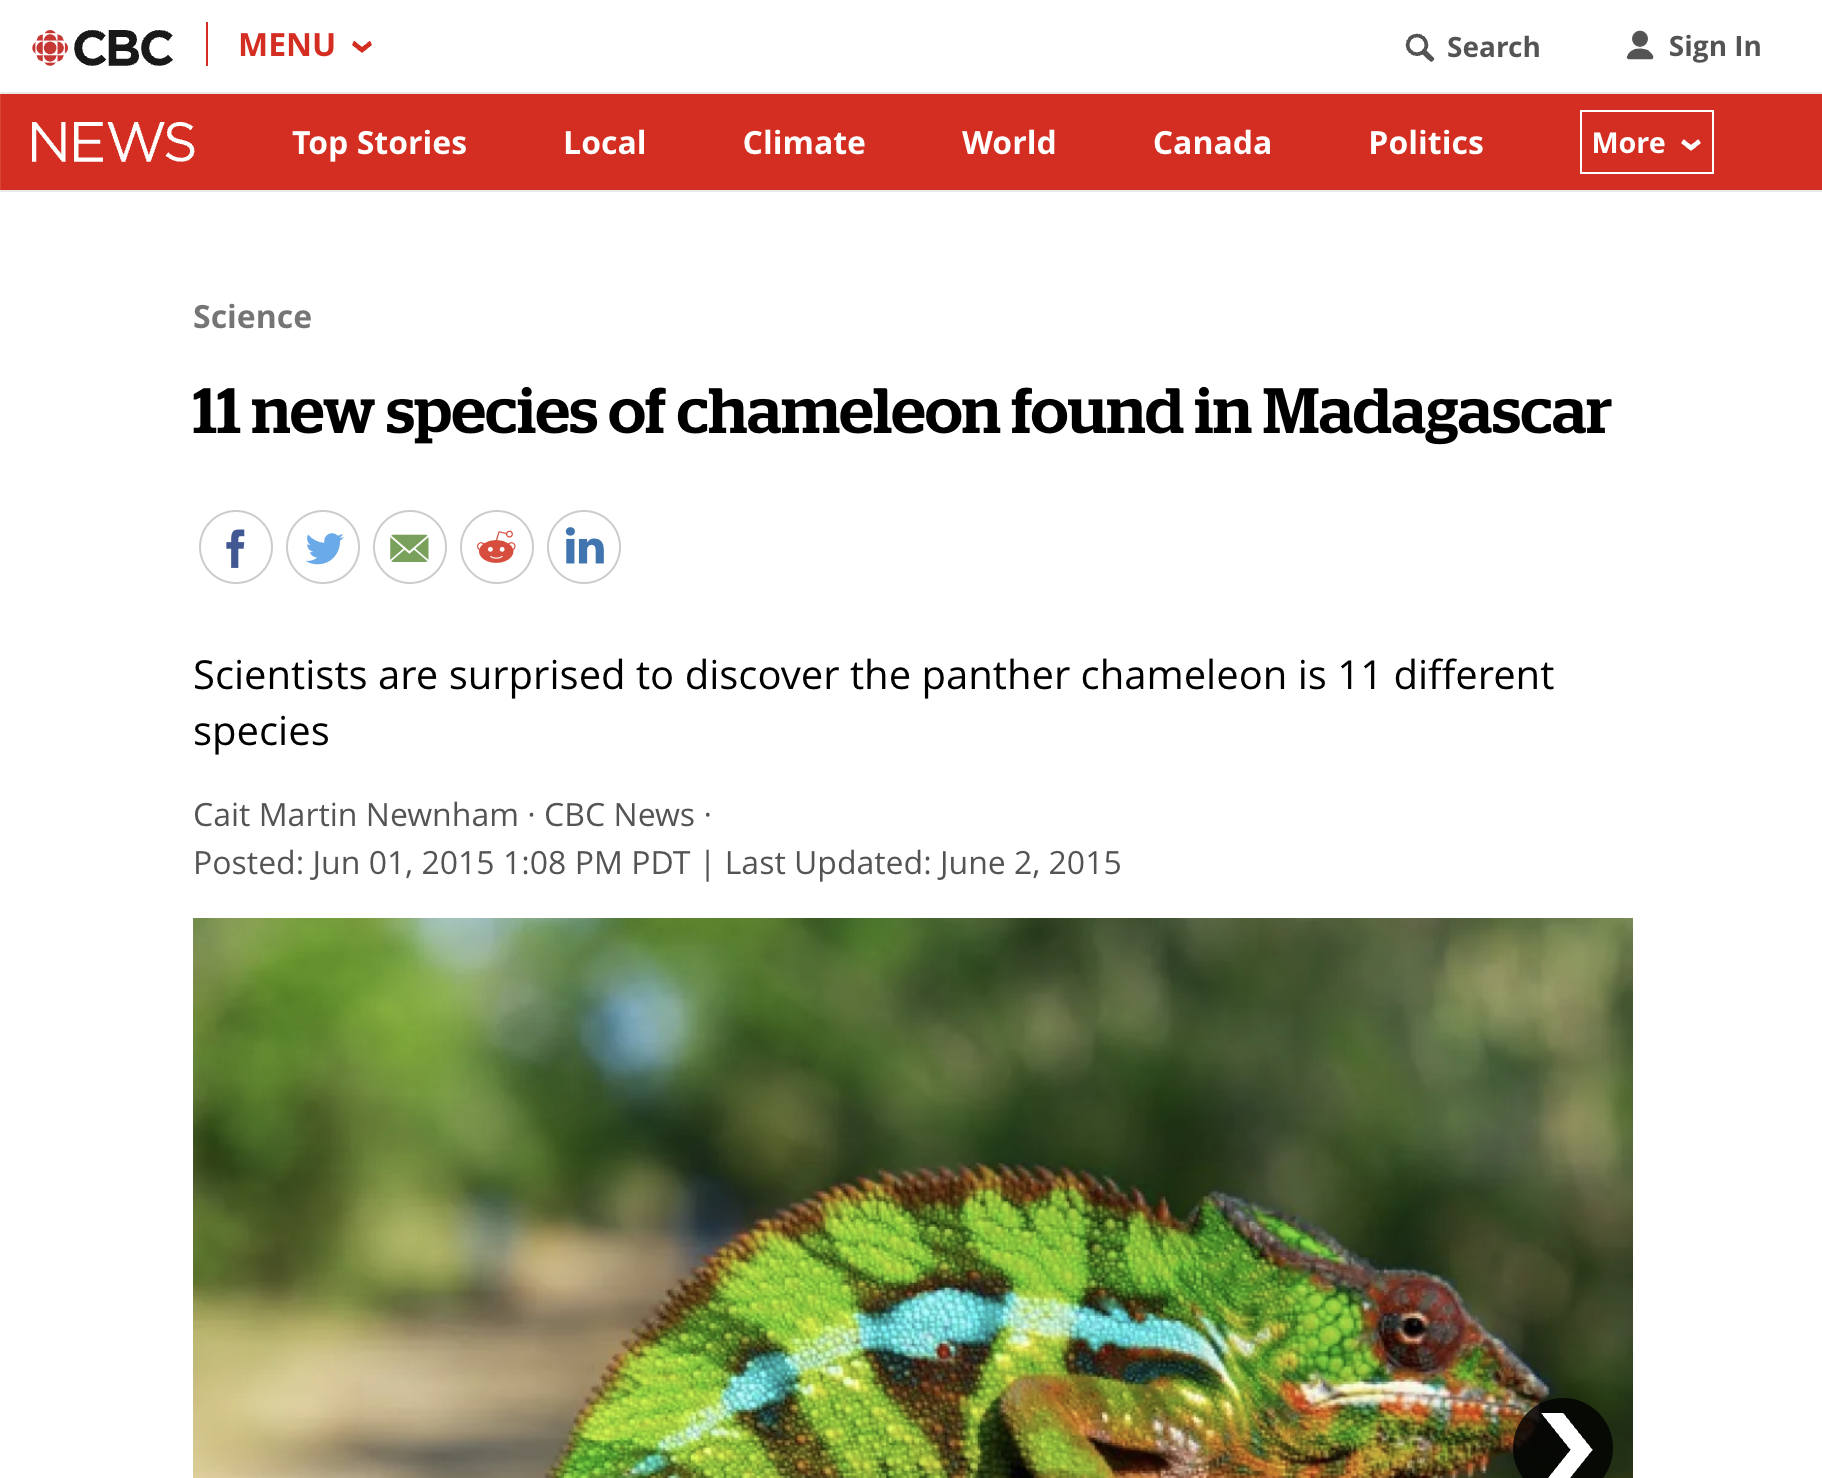 CBC
MENU
Search
Sign In
NEWS
Top Stories
Local
Climate
World
Canada
Politics
More
Science
11 new species of chameleon found in Madagascar
Scientists are surprised to discover the panther chameleon is 11 different
species
Cait Martin Newnham · CBC News ·
Posted: Jun 01, 2015 1:08 PM PDT | Last Updated: June 2, 2015